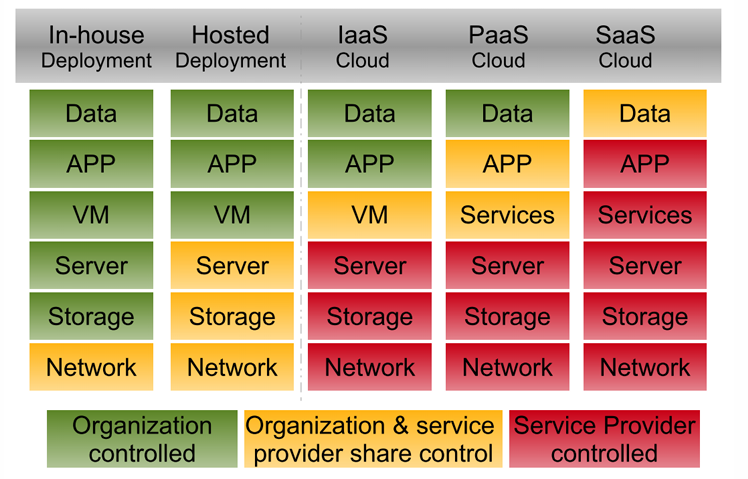 In-house Hosted IaaS PaaS SaaS
Deployment Deployment Cloud Cloud Cloud
Data Data Data Data Data
APP APP APP APP APP
VM VM VM Services Services
Server Server Server Server Server
Storage Storage Storage Storage Storage
Network Network Network Network Network
Organization Organization & service Service Provider
controlled provider share control controlled